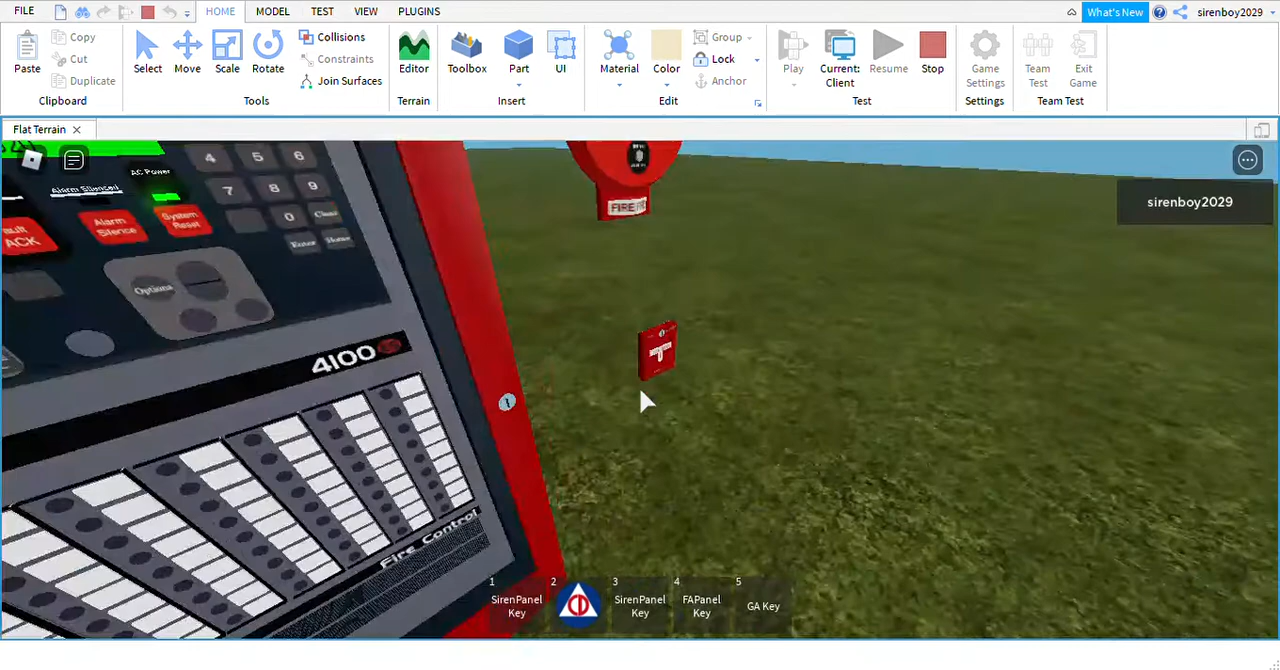 FILE
HOME
MODEL
TEST
VIEW
PLUGINS
What's New
sirenboy2029
Paste
Copy
Cut
Duplicate
Clipboard
Select
Move
Scale
Rotate
Collisions
Constraints
Join Surfaces
Tools
Editor
Terrain
Toolbox
Part
UI
Insert
Material
Color
Group
Lock
Anchor
Edit
Play
Current:
Client
Resume
Stop
Test
Game
Settings
Settings
Team
Test
Exit
Game
Team Test
Flat Terrain
sirenboy2029
AC Power
Alarm Silenced
ACK
Alarm
Silence
System
Reset
4 5 6
7 8 9
0 Clear
Enter Home
Options
4100
Fire Control
FIRE
1
SirenPanel
Key
2
CD
3
SirenPanel
Key
4
FAPanel
Key
5
GA Key